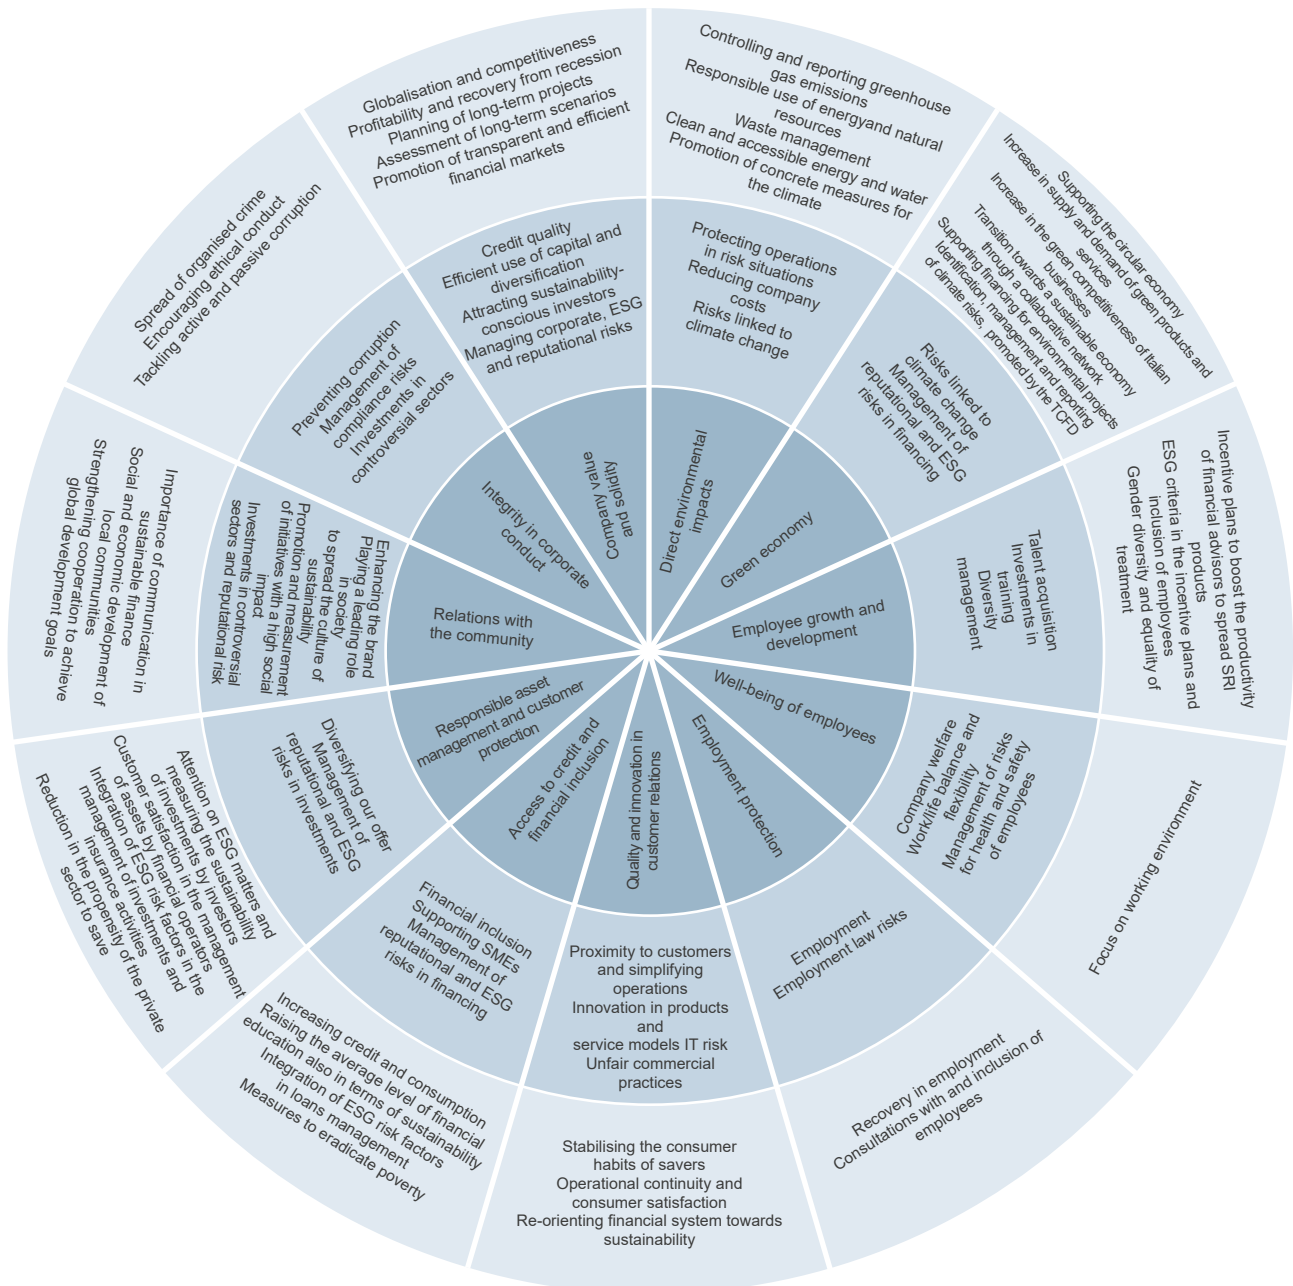 Globalisation and competitiveness
Profitability and recovery from recession
Planning of long-term projects
Assessment of long-term scenarios
Promotion of transparent and efficient
financial markets
Credit quality
Efficient use of capital and
diversification
Attracting sustainability-
conscious investors
Managing corporate, ESG
and reputational risks
Company value
and solidity
Controlling and reporting greenhouse
gas emissions
Responsible use of energyand natural
resources
Waste management
Clean and accessible energy and water
Promotion of concrete measures for
the climate
Protecting operations
in risk situations
Reducing company
costs
Risks linked to
climate change
Direct environmental
impacts
Supporting the circular economy
Increase in supply and demand of green products and
services
Increase in the green competitiveness of Italian
businesses
Transition towards a sustainable economy
through a collaborative network
Supporting financing for environmental projects
Identification, management and reporting
of climate risks, promoted by the TCFD
Risks linked to
climate change
Management of
reputational and ESG
risks in financing
Green economy
Incentive plans to boost the productivity
of financial advisors to spread SRI
products
ESG criteria in the incentive plans and
inclusion of employees
Gender diversity and equality of
treatment
Talent acquisition
Investments in
training
Diversity
management
Employee growth and
development
Focus on working environment
Company welfare
Work/life balance and
flexibility
Management of risks
for health and safety
of employees
Well-being of employees
Recovery in employment
Consultations with and inclusion of
employees
Employment
Employment law risks
Employment protection
Stabilising the consumer
habits of savers
Operational continuity and
consumer satisfaction
Re-orienting financial system towards
sustainability
Proximity to customers
and simplifying
operations
Innovation in products
and
service models IT risk
Unfair commercial
practices
Quality and innovation in
customer relations
Increasing credit and consumption
Raising the average level of financial
education also in terms of sustainability
Integration of ESG risk factors
in loans management
Measures to eradicate poverty
Financial inclusion
Supporting SMEs
Management of
reputational and ESG
risks in financing
Access to credit and
financial inclusion
Attention on ESG matters and
measuring the sustainability
of investments by investors
Customer satisfaction in the management
of assets by financial operators
Integration of ESG risk factors in the
management of investments and
insurance activities
Reduction in the propensity of the private
sector to save
Diversifying our offer
Management of
reputational and ESG
risks in investments
Responsible asset
management and customer
protection
Importance of communication in
sustainable finance
Social and economic development of
local communities
Strengthening cooperation to achieve
global development goals
Enhancing the brand
Playing a leading role
in society
to spread the culture of
sustainability
Promotion and measurement
of initiatives with a high social
impact
Investments in controversial
sectors and reputational risk
Relations with
the community
Spread of organised crime
Encouraging ethical conduct
Tackling active and passive corruption
Preventing corruption
Management of
compliance risks
Investments in
controversial sectors
Integrity in corporate
conduct